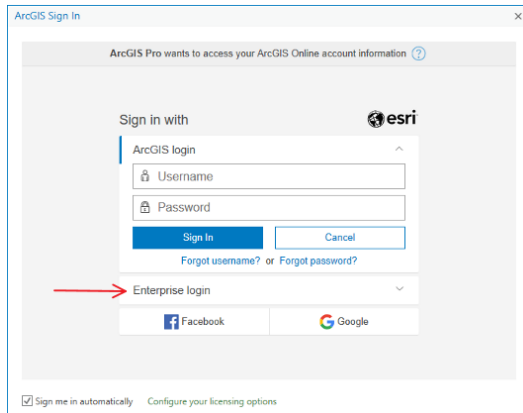 ArcGIS Sign In
ArcGIS Pro wants to access your ArcGIS Online account information ?
Sign in with
esri
ArcGIS login
Username
Password
Sign In Cancel
Forgot username? or Forgot password?
Enterprise login
Facebook Google
Sign me in automatically Configure your licensing options